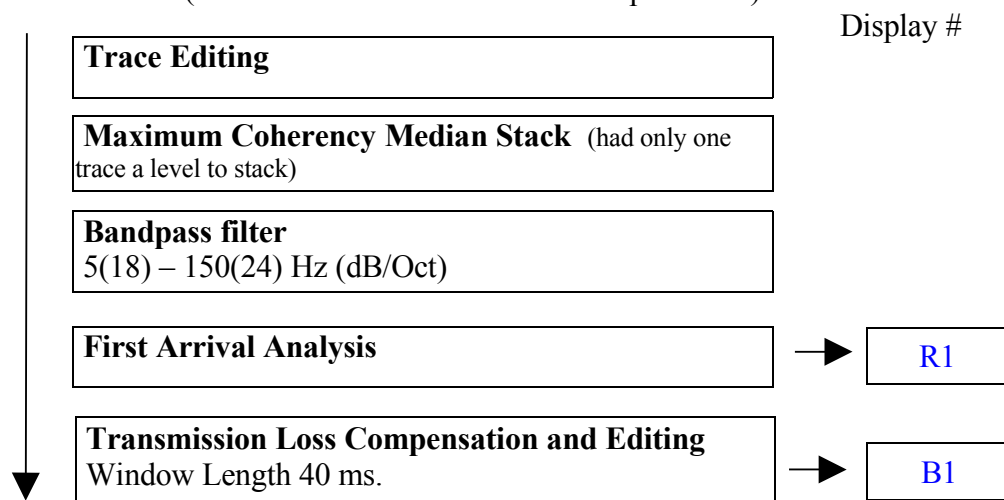 Display #
Trace Editing
Maximum Coherency Median Stack (had only one
trace a level to stack)
Bandpass filter
5(18) – 150(24) Hz (dB/Oct)
First Arrival Analysis
R1
Transmission Loss Compensation and Editing
Window Length 40 ms.
B1